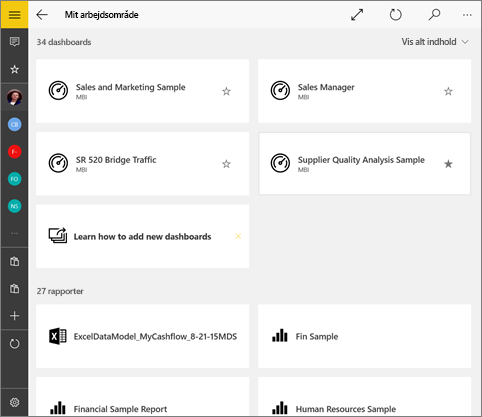 Mit arbejdsområde
34 dashboards
Vis alt indhold
Sales and Marketing Sample
MBI
Sales Manager
MBI
CB
F-
SR 520 Bridge Traffic
MBI
Supplier Quality Analysis Sample
MBI
FO
NS
Learn how to add new dashboards
27 rapporter
ExcelDataModel_MyCashflow_8-21-15MDS
Fin Sample
Financial Sample Report
Human Resources Sample